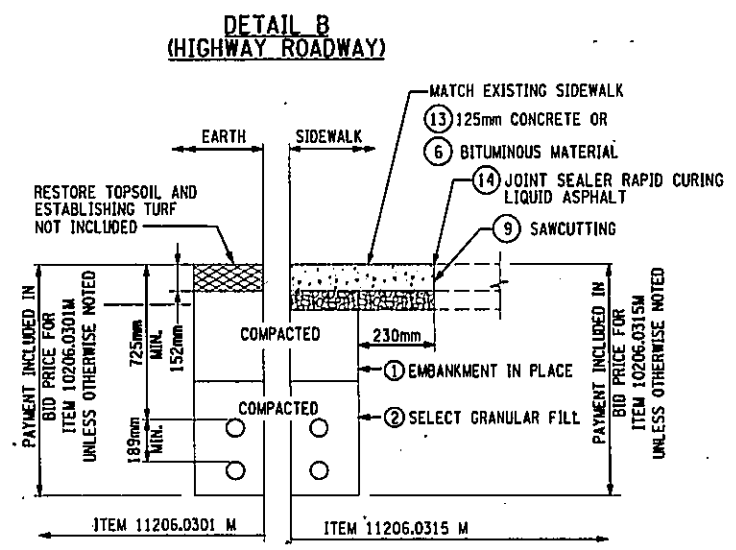 DETAIL B
(HIGHWAY ROADWAY)
MATCH EXISTING SIDEWALK
13 125mm CONCRETE OR
6 BITUMINOUS MATERIAL
14 JOINT SEALER RAPID CURING
LIQUID ASPHALT
9 SAWCUTTING
EARTH
SIDEWALK
RESTORE TOPSOIL AND
ESTABLISHING TURF
NOT INCLUDED
PAYMENT INCLUDED IN
BID PRICE FOR
ITEM 10206.0301M
UNLESS OTHERWISE NOTED
725mm
MIN.
152mm
189mm
MIN.
COMPACTED
230mm
1 EMBANKMENT IN PLACE
COMPACTED
2 SELECT GRANULAR FILL
PAYMENT INCLUDED IN
BID PRICE FOR
ITEM 10206.0315M
UNLESS OTHERWISE NOTED
ITEM 11206.0301 M
ITEM 11206.0315 M